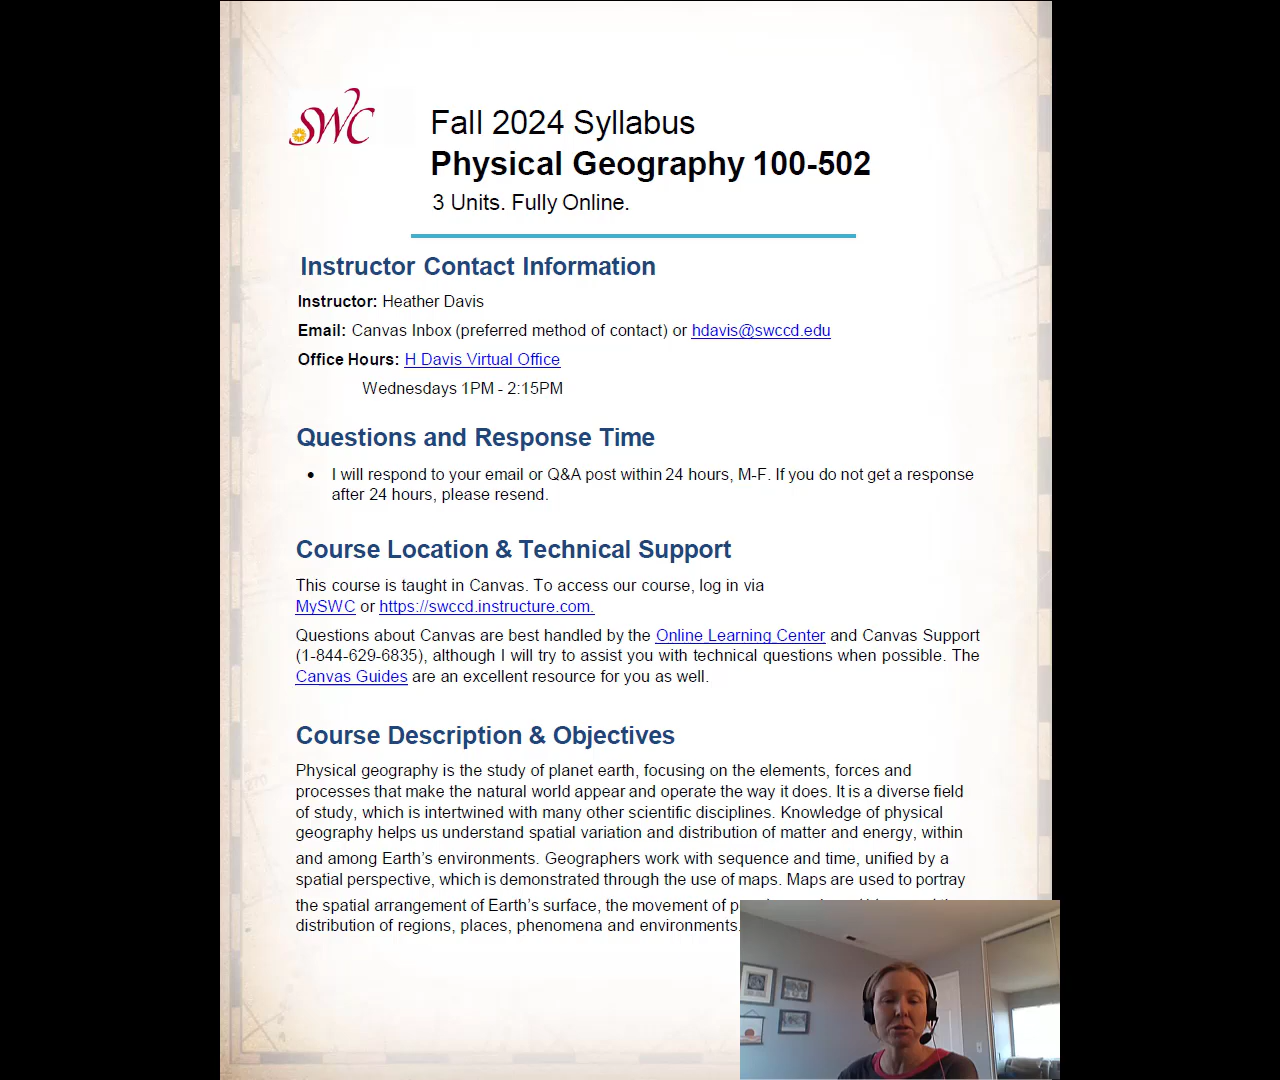 SWC
Fall 2024 Syllabus
Physical Geography 100-502
3 Units. Fully Online.
Instructor Contact Information
Instructor: Heather Davis
Email: Canvas Inbox (preferred method of contact) or hdavis@swccd.edu
Office Hours: H Davis Virtual Office
Wednesdays 1PM - 2:15PM
Questions and Response Time
• I will respond to your email or Q&A post within 24 hours, M-F. If you do not get a response
after 24 hours, please resend.
Course Location & Technical Support
This course is taught in Canvas. To access our course, log in via
MySWC or https://swccd.instructure.com.
Questions about Canvas are best handled by the Online Learning Center and Canvas Support
(1-844-629-6835), although I will try to assist you with technical questions when possible. The
Canvas Guides are an excellent resource for you as well.
Course Description & Objectives
Physical geography is the study of planet earth, focusing on the elements, forces and
processes that make the natural world appear and operate the way it does. It is a diverse field
of study, which is intertwined with many other scientific disciplines. Knowledge of physical
geography helps us understand spatial variation and distribution of matter and energy, within
and among Earth's environments. Geographers work with sequence and time, unified by a
spatial perspective, which is demonstrated through the use of maps. Maps are used to portray
the spatial arrangement of Earth's surface, the movement of
distribution of regions, places, phenomena and environments.